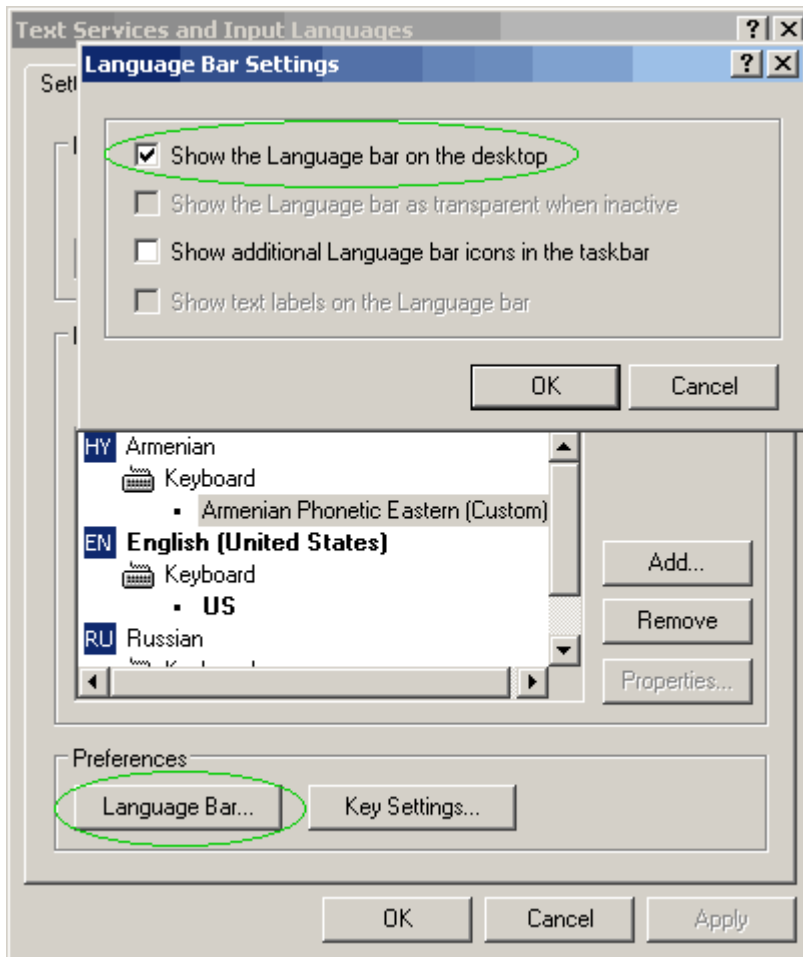 Text Services and Input Languages
Language Bar Settings
Show the Language bar on the desktop
Show the Language bar as transparent when inactive
Show additional Language bar icons in the taskbar
Show text labels on the Language bar
OK Cancel
HY Armenian
Keyboard
Armenian Phonetic Eastern (Custom)
EN English (United States)
Keyboard
US
RU Russian
Add...
Remove
Properties...
Preferences
Language Bar... Key Settings...
OK Cancel Apply